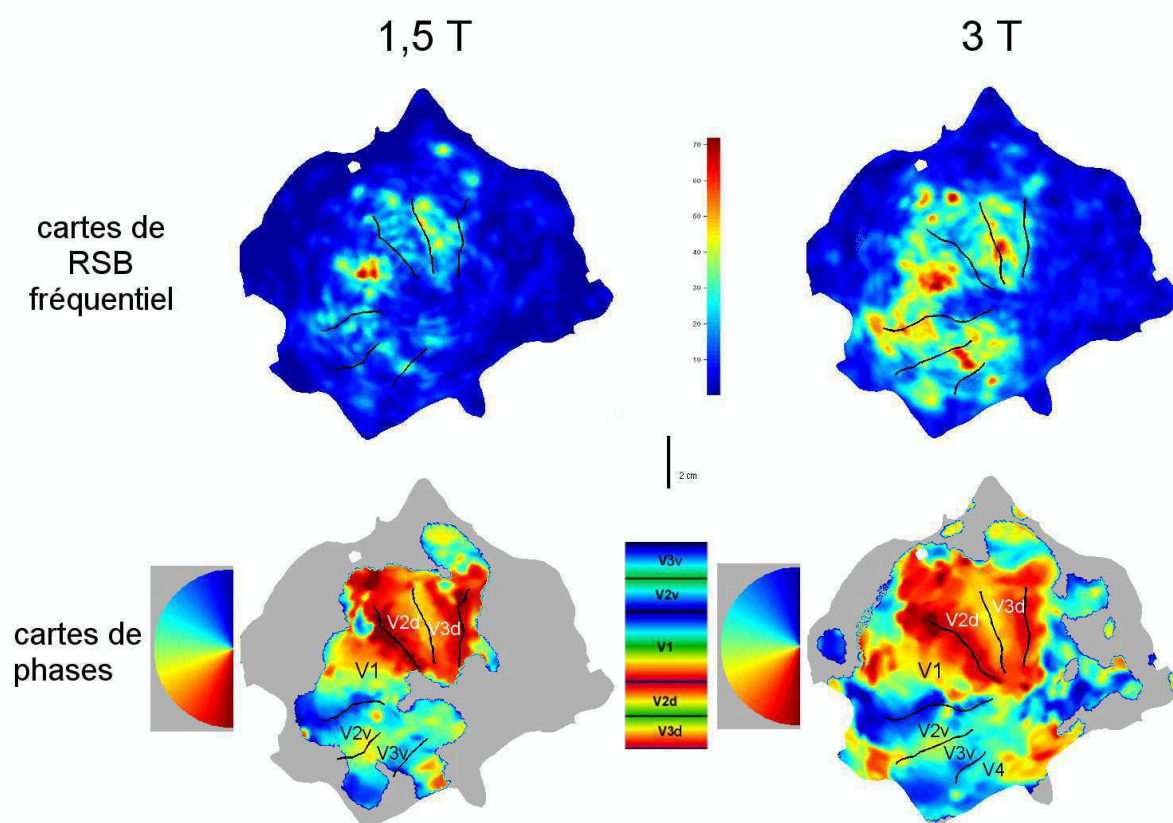 1,5 T
3 T
cartes de
RSB
fréquentiel
70
60
50
40
30
20
10
2 cm
cartes de
phases
V2d
V3d
V1
V2v
V3v
V3v
V2v
V1
V2d
V3d
V2d
V3d
V1
V2v
V3v
V4